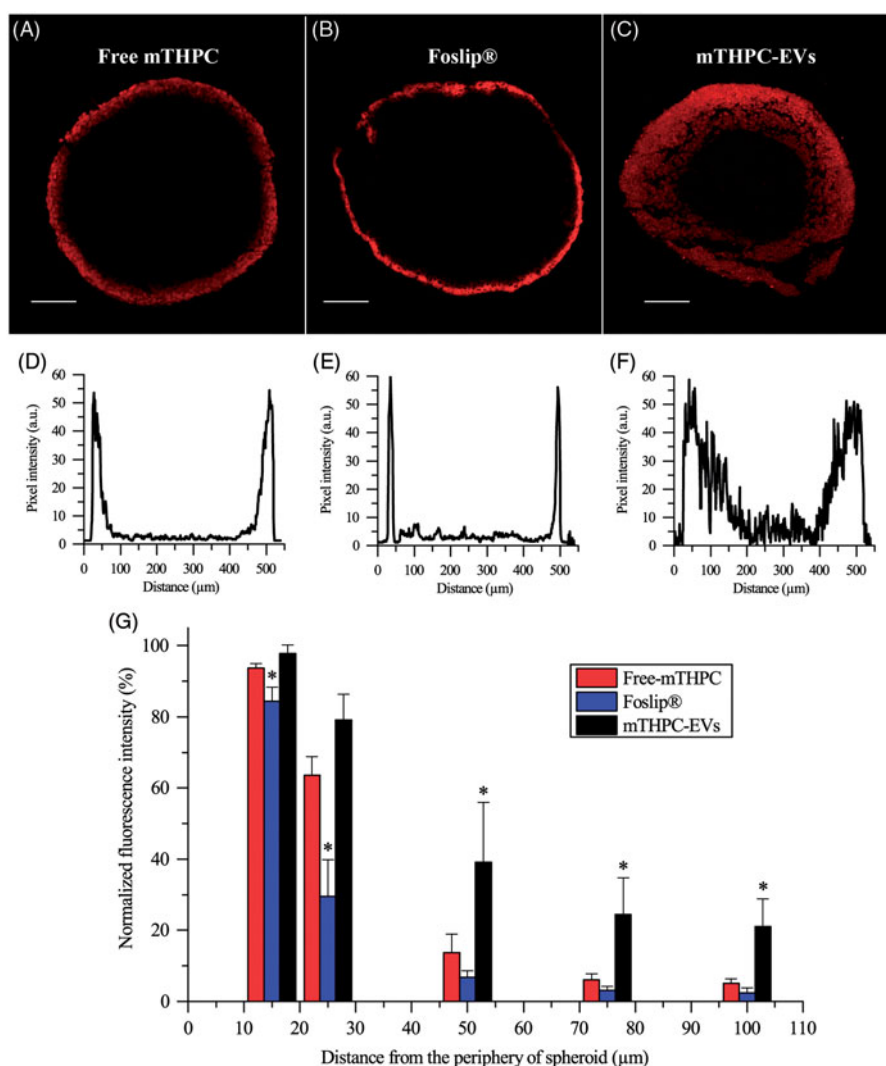 (A)
Free mTHPC
(B)
Foslip®
(C)
mTHPC-EVs
(D)
60
50
40
30
20
10
0
Pixel intensity (a.u.)
0 100 200 300 400 500
Distance (µm)
(E)
60
50
40
30
20
10
0
Pixel intensity (a.u.)
0 100 200 300 400 500
Distance (µm)
(F)
60
50
40
30
20
10
0
Pixel intensity (a.u.)
0 100 200 300 400 500
Distance (µm)
(G)
100
80
60
40
20
0
Normalized fluorescence intensity (%)
Free-mTHPC
Foslip®
mTHPC-EVs
*
*
*
*
*
0 10 20 30 40 50 60 70 80 90 100 110
Distance from the periphery of spheroid (µm)